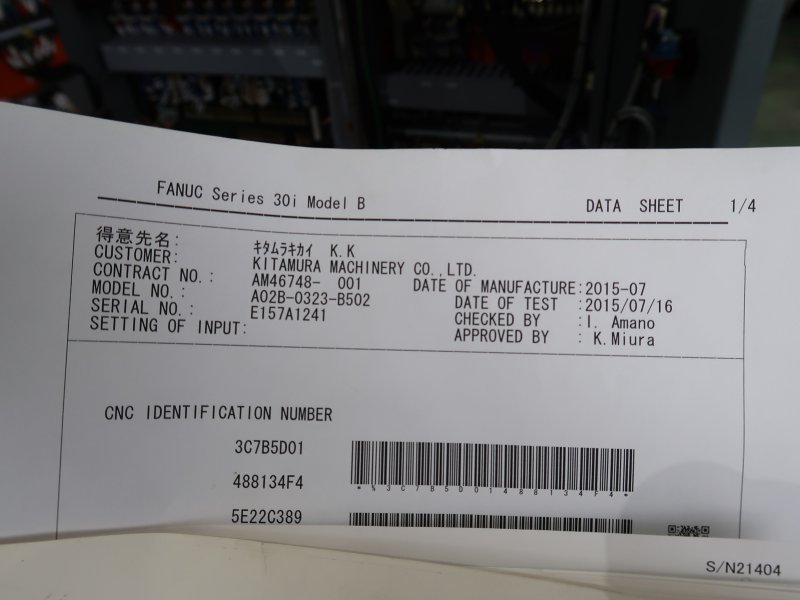 FANUC Series 30i Model B DATA SHEET 1/4
得意先名: ｷﾀﾑﾗｷｶｲ K.K
CUSTOMER: KITAMURA MACHINERY CO.,LTD.
CONTRACT NO.: AM46748- 001 DATE OF MANUFACTURE:2015-07
MODEL NO.: A02B-0323-B502 DATE OF TEST :2015/07/16
SERIAL NO.: E157A1241 CHECKED BY :I. Amano
SETTING OF INPUT: APPROVED BY : K.Miura
CNC IDENTIFICATION NUMBER
3C7B5D01
*%3C7B5D01488134F4*
488134F4
5E22C389
S/N21404